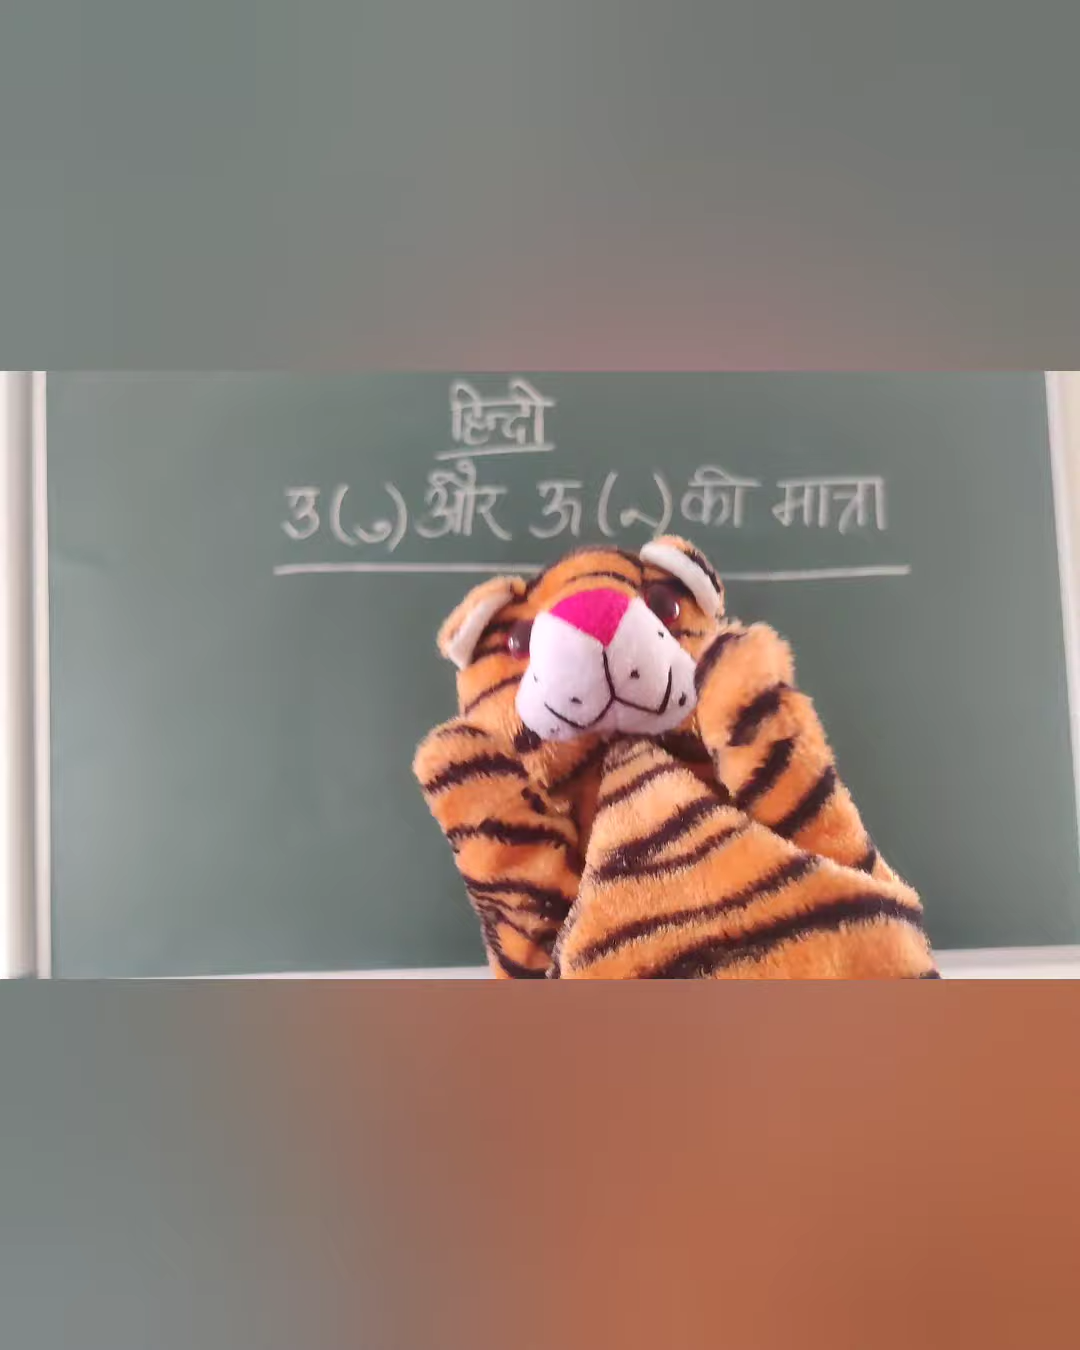 हिन्दी
उ (ु) और ऊ (ू) की मात्रा